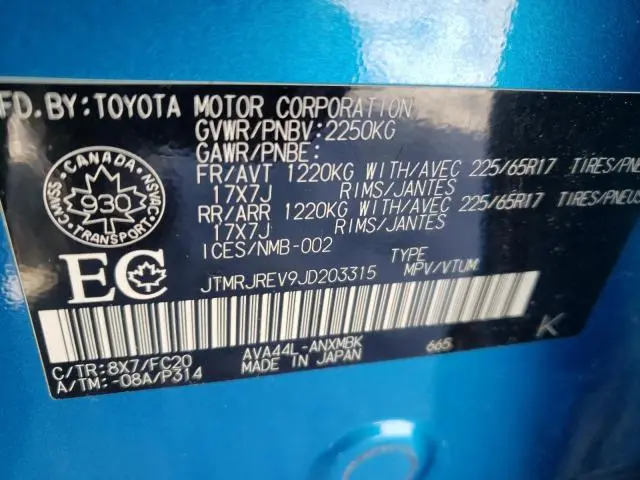 FD. BY: TOYOTA MOTOR CORPORATION
GVWR/PNBV: 2250KG
GAWR/PNBE:
FR/AVT 1220KG WITH/AVEC 225/65R17 TIRES/PNE
17X7J RIMS/JANTES
RR/ARR 1220KG WITH/AVEC 225/65R17 TIRES/PNEUS
17X7J RIMS/JANTES
ICES/NMB-002
CANADA
CMVSS NSVAC
930
TRANSPORT
EC
JTMRJREV9JD203315
TYPE
MPV/VTUM
C/TR: 8X7/FC20
A/TM: -08A/P314
AVA44L-ANXMBK
MADE IN JAPAN
665
K